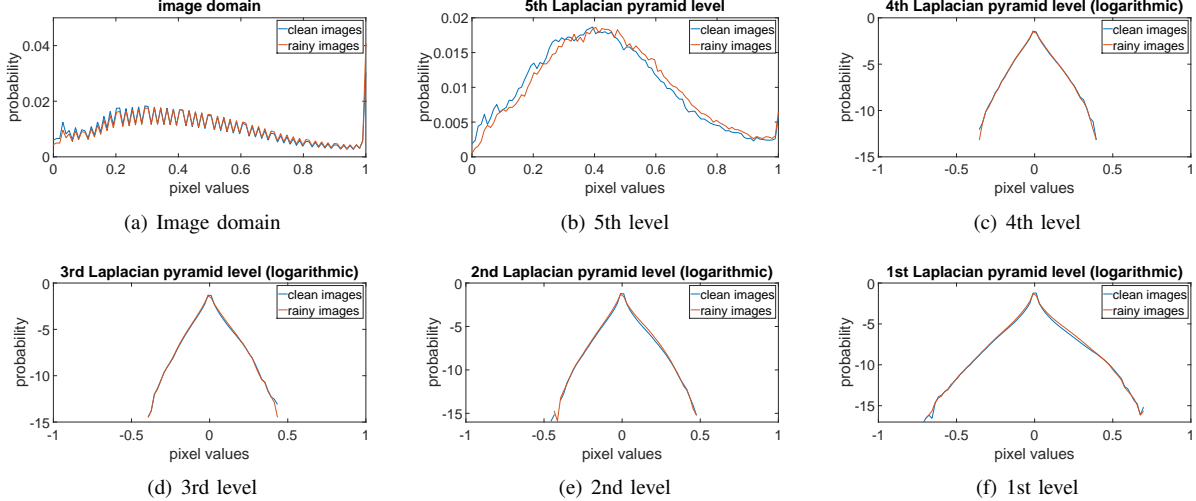 image domain
5th Laplacian pyramid level
4th Laplacian pyramid level (logarithmic)
probability
0.04
0.02
0
clean images
rainy images
0 0.2 0.4 0.6 0.8 1
pixel values
probability
0.02
0.015
0.01
0.005
0
clean images
rainy images
0 0.2 0.4 0.6 0.8 1
pixel values
probability
0
-5
-10
-15
clean images
rainy images
-1 -0.5 0 0.5 1
pixel values
(a) Image domain
(b) 5th level
(c) 4th level
3rd Laplacian pyramid level (logarithmic)
2nd Laplacian pyramid level (logarithmic)
1st Laplacian pyramid level (logarithmic)
probability
0
-5
-10
-15
clean images
rainy images
-1 -0.5 0 0.5 1
pixel values
probability
0
-5
-10
-15
clean images
rainy images
-1 -0.5 0 0.5 1
pixel values
probability
0
-5
-10
-15
clean images
rainy images
-1 -0.5 0 0.5 1
pixel values
(d) 3rd level
(e) 2nd level
(f) 1st level